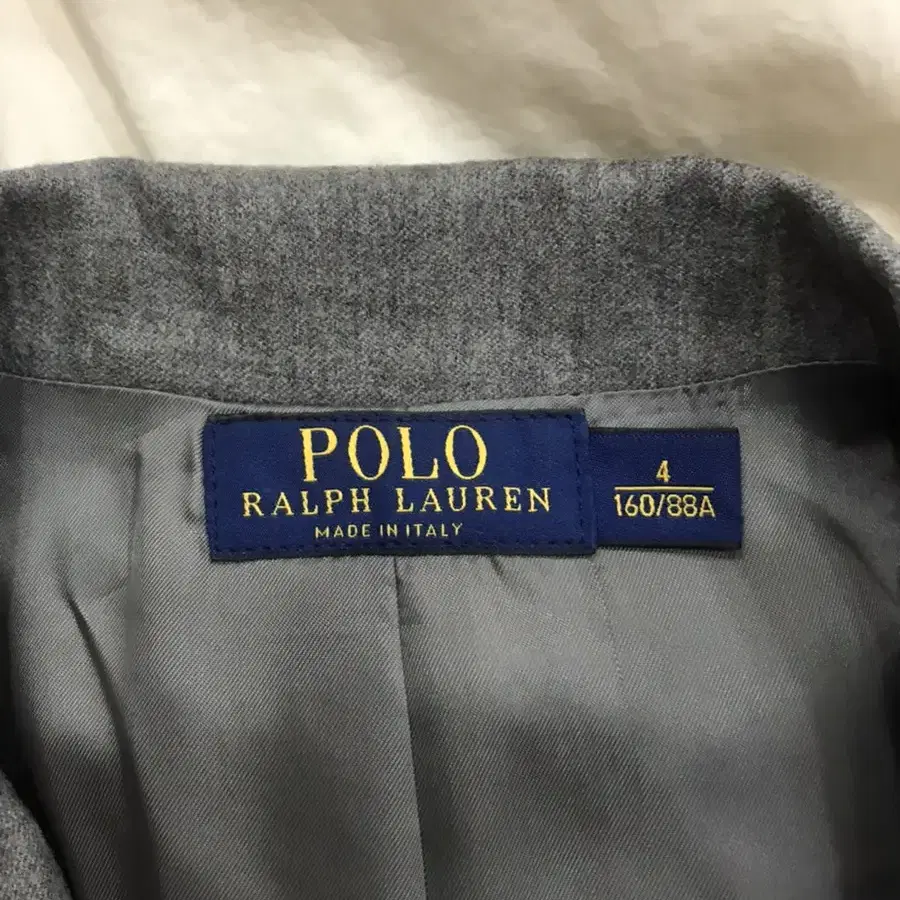 POLO
RALPH LAUREN
MADE IN ITALY
4
160/88A